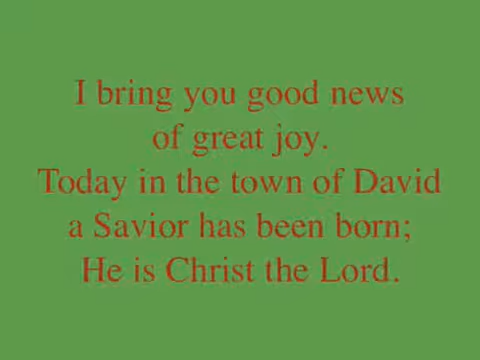 I bring you good news
of great joy.
Today in the town of David
a Savior has been born;
He is Christ the Lord.